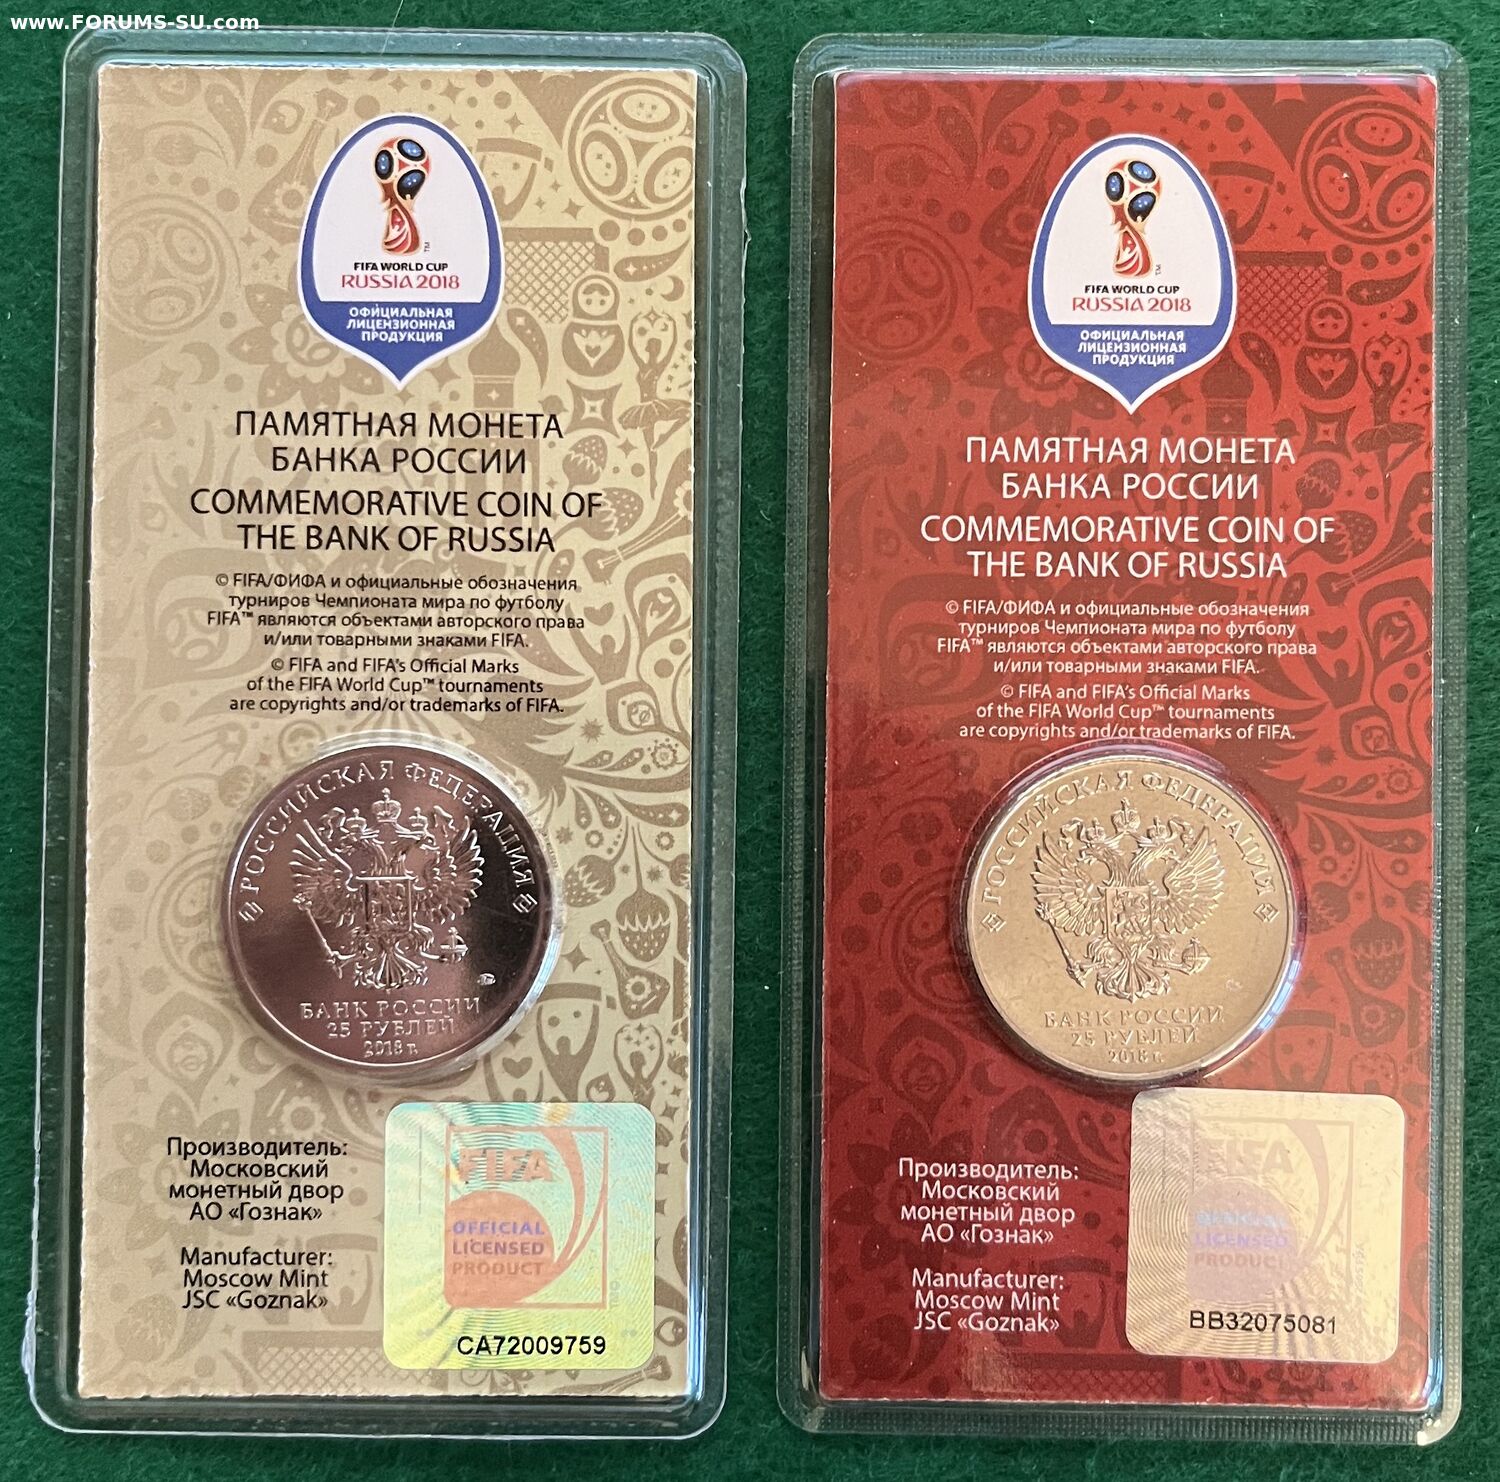 www.FORUMS-SU.com
FIFA WORLD CUP
RUSSIA 2018
ОФИЦИАЛЬНАЯ
ЛИЦЕНЗИОННАЯ
ПРОДУКЦИЯ
ПАМЯТНАЯ МОНЕТА
БАНКА РОССИИ
COMMEMORATIVE COIN OF
THE BANK OF RUSSIA
© FIFA/ФИФА и официальные обозначения
турниров Чемпионата мира по футболу
FIFA™ являются объектами авторского права
и/или товарными знаками FIFA.
© FIFA and FIFA's Official Marks
of the FIFA World Cup™ tournaments
are copyrights and/or trademarks of FIFA.
РОССИЙСКАЯ ФЕДЕРАЦИЯ
БАНК РОССИИ
25 РУБЛЕЙ
2018 г.
Производитель:
Московский
монетный двор
АО «Гознак»
Manufacturer:
Moscow Mint
JSC «Goznak»
FIFA
OFFICIAL
LICENSED
PRODUCT
CA72009759
FIFA WORLD CUP
RUSSIA 2018
ОФИЦИАЛЬНАЯ
ЛИЦЕНЗИОННАЯ
ПРОДУКЦИЯ
ПАМЯТНАЯ МОНЕТА
БАНКА РОССИИ
COMMEMORATIVE COIN OF
THE BANK OF RUSSIA
© FIFA/ФИФА и официальные обозначения
турниров Чемпионата мира по футболу
FIFA™ являются объектами авторского права
и/или товарными знаками FIFA.
© FIFA and FIFA's Official Marks
of the FIFA World Cup™ tournaments
are copyrights and/or trademarks of FIFA.
РОССИЙСКАЯ ФЕДЕРАЦИЯ
БАНК РОССИИ
25 РУБЛЕЙ
2018 г.
Производитель:
Московский
монетный двор
АО «Гознак»
Manufacturer:
Moscow Mint
JSC «Goznak»
FIFA
OFFICIAL
LICENSED
PRODUCT
BB32075081